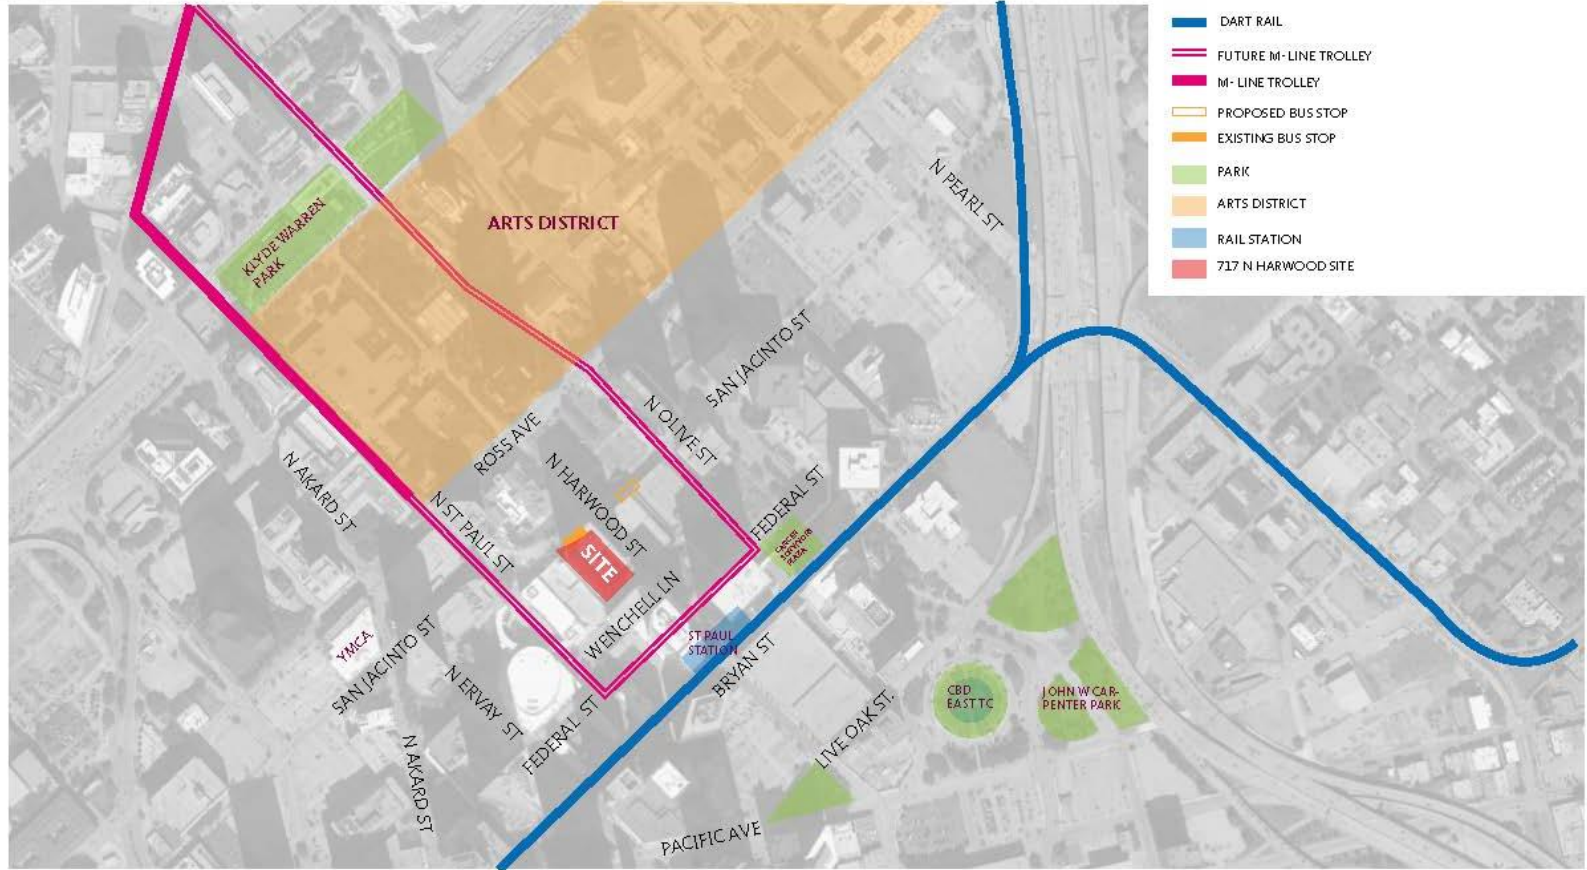 DART RAIL
FUTURE M-LINE TROLLEY
M- LINE TROLLEY
PROPOSED BUS STOP
EXISTING BUS STOP
PARK
ARTS DISTRICT
RAIL STATION
717 N HARWOOD SITE
N PEARL ST
ARTS DISTRICT
KLYDE WARREN
PARK
SAN JACINTO ST
N OLIVE ST
ROSS AVE
N HARWOOD ST
N AKARD ST
N ST PAUL ST
FEDERAL ST
CANCER
SURVIVORS
PLAZA
SITE
WENCHELL LN
YMCA
SAN JACINTO ST
ST PAUL
STATION
BRYAN ST
N ERVAY ST
FEDERAL ST
CBD
EAST TC
JOHN W CAR-
PENTER PARK
LIVE OAK ST.
N AKARD ST
PACIFIC AVE